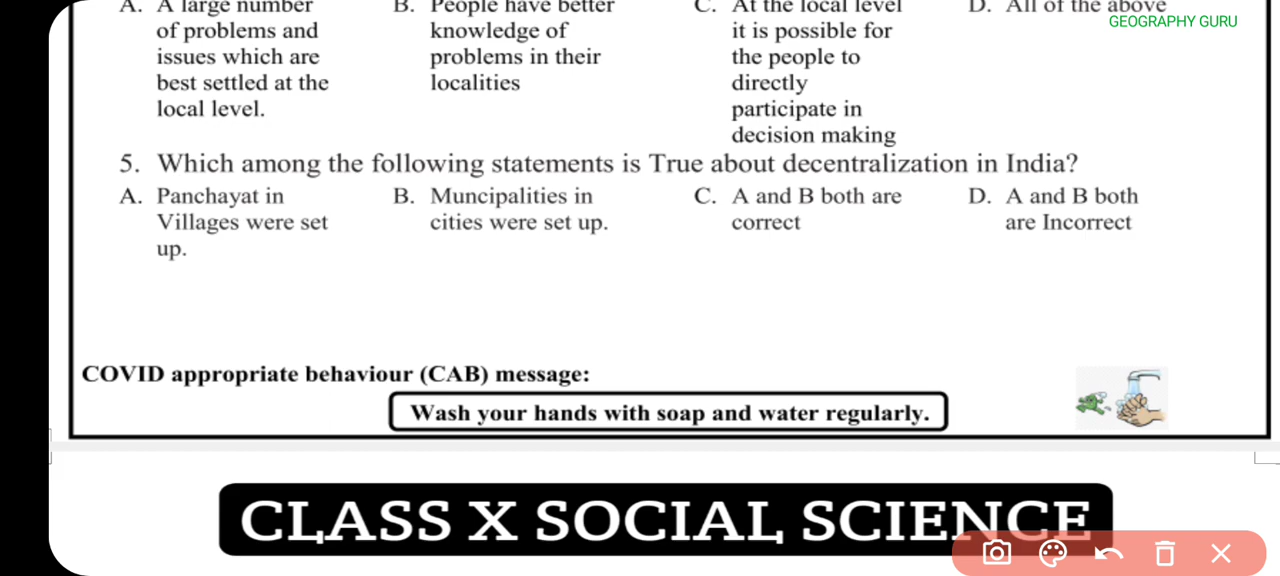 A. A large number
of problems and
issues which are
best settled at the
local level.
B. People have better
knowledge of
problems in their
localities
C. At the local level
it is possible for
the people to
directly
participate in
decision making
D. All of the above
GEOGRAPHY GURU
5. Which among the following statements is True about decentralization in India?
A. Panchayat in
Villages were set
up.
B. Muncipalities in
cities were set up.
C. A and B both are
correct
D. A and B both
are Incorrect
COVID appropriate behaviour (CAB) message:
Wash your hands with soap and water regularly.
CLASS X SOCIAL SCIENCE